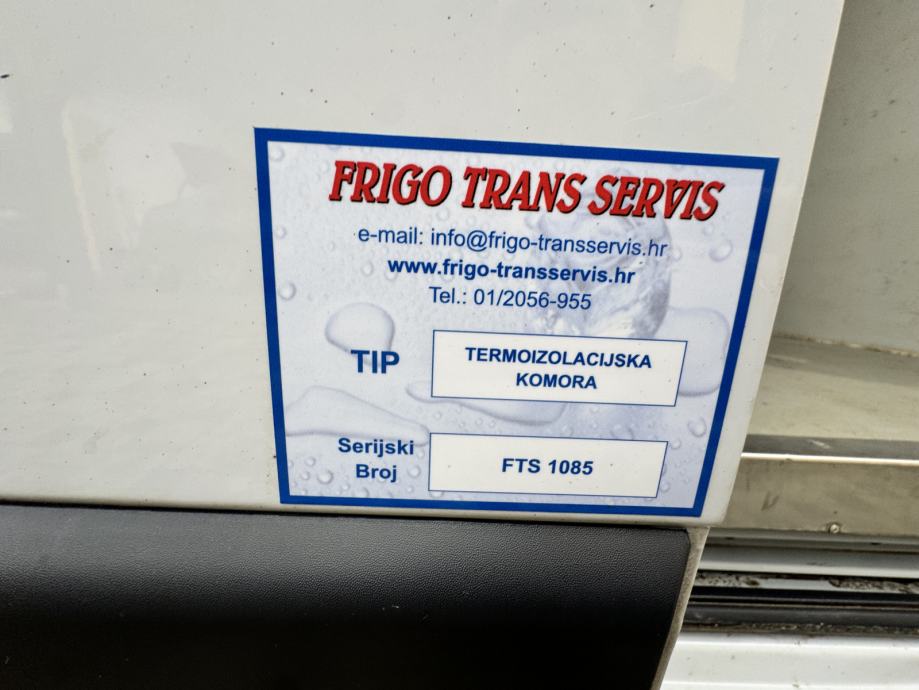 FRIGO TRANS SERVIS
e-mail: info@frigo-transservis.hr
www.frigo-transservis.hr
Tel.: 01/2056-955
TIP
TERMOIZOLACIJSKA
KOMORA
Serijski
Broj
FTS 1085